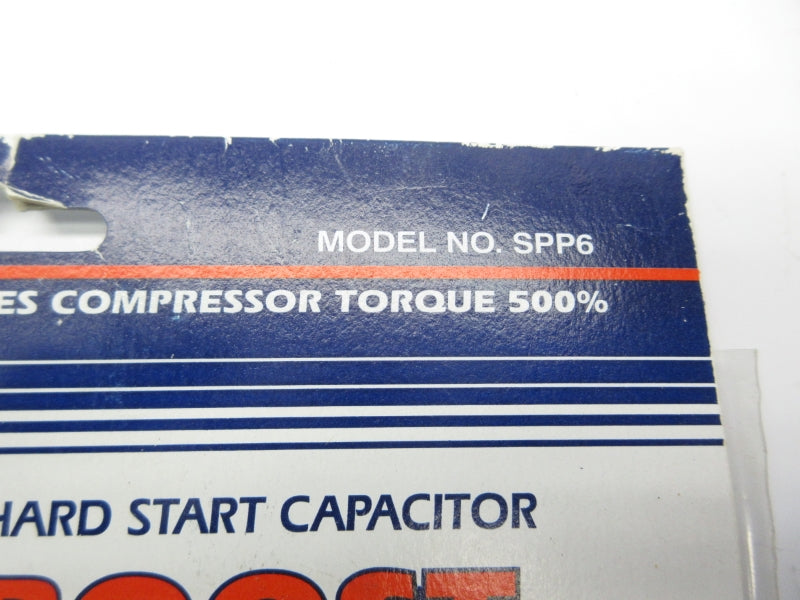 MODEL NO. SPP6
ES COMPRESSOR TORQUE 500%
HARD START CAPACITOR